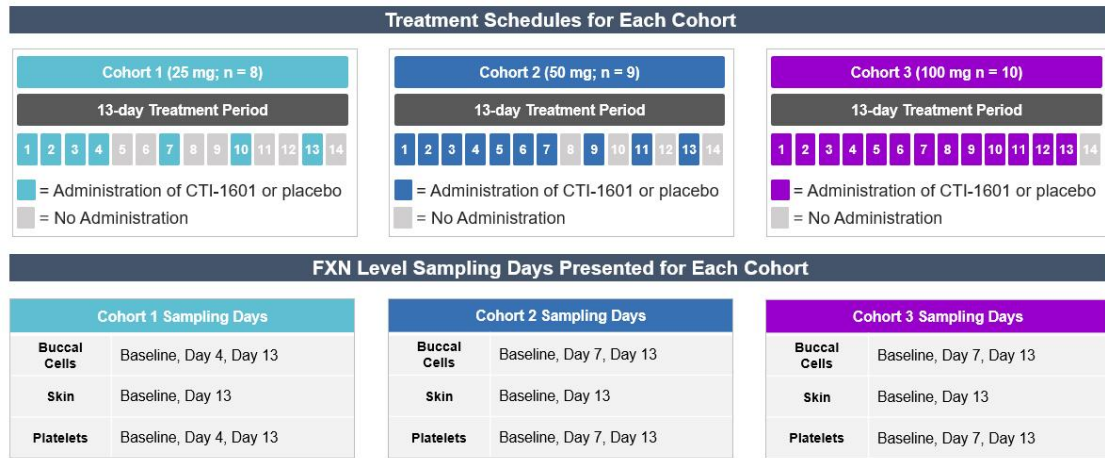 Treatment Schedules for Each Cohort
Cohort 1 (25 mg; n = 8)
13-day Treatment Period
1 2 3 4 5 6 7 8 9 10 11 12 13 14
= Administration of CTI-1601 or placebo
= No Administration
Cohort 2 (50 mg; n = 9)
13-day Treatment Period
1 2 3 4 5 6 7 8 9 10 11 12 13 14
= Administration of CTI-1601 or placebo
= No Administration
Cohort 3 (100 mg n = 10)
13-day Treatment Period
1 2 3 4 5 6 7 8 9 10 11 12 13 14
= Administration of CTI-1601 or placebo
= No Administration
FXN Level Sampling Days Presented for Each Cohort
Cohort 1 Sampling Days
Buccal
Cells
Baseline, Day 4, Day 13
Skin
Baseline, Day 13
Platelets
Baseline, Day 4, Day 13
Cohort 2 Sampling Days
Buccal
Cells
Baseline, Day 7, Day 13
Skin
Baseline, Day 13
Platelets
Baseline, Day 7, Day 13
Cohort 3 Sampling Days
Buccal
Cells
Baseline, Day 7, Day 13
Skin
Baseline, Day 13
Platelets
Baseline, Day 7, Day 13